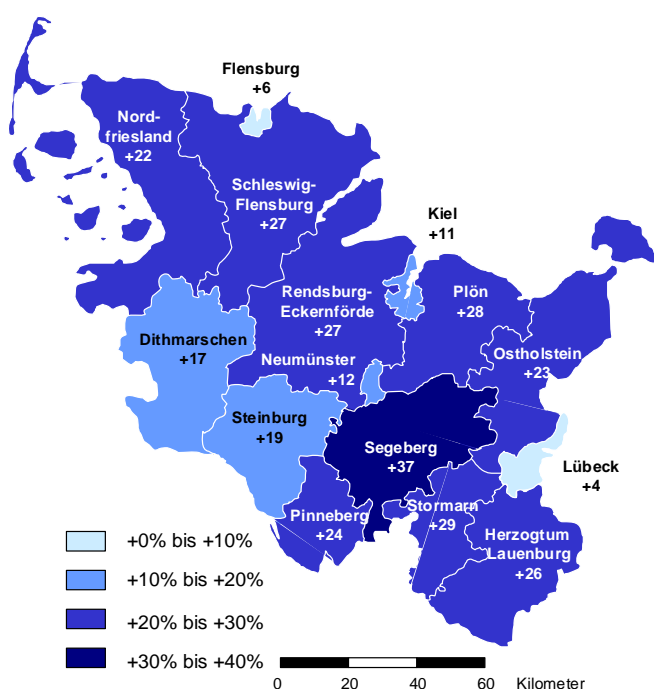 Flensburg
+6
Nord-
friesland
+22
Schleswig-
Flensburg
+27
Kiel
+11
Rendsburg-
Eckernförde
+27
Plön
+28
Dithmarschen
+17
Neumünster
+12
Ostholstein
+23
Steinburg
+19
Segeberg
+37
Lübeck
+4
Pinneberg
+24
Stormarn
+29
Herzogtum
Lauenburg
+26
+0% bis +10%
+10% bis +20%
+20% bis +30%
+30% bis +40%
0 20 40 60 Kilometer